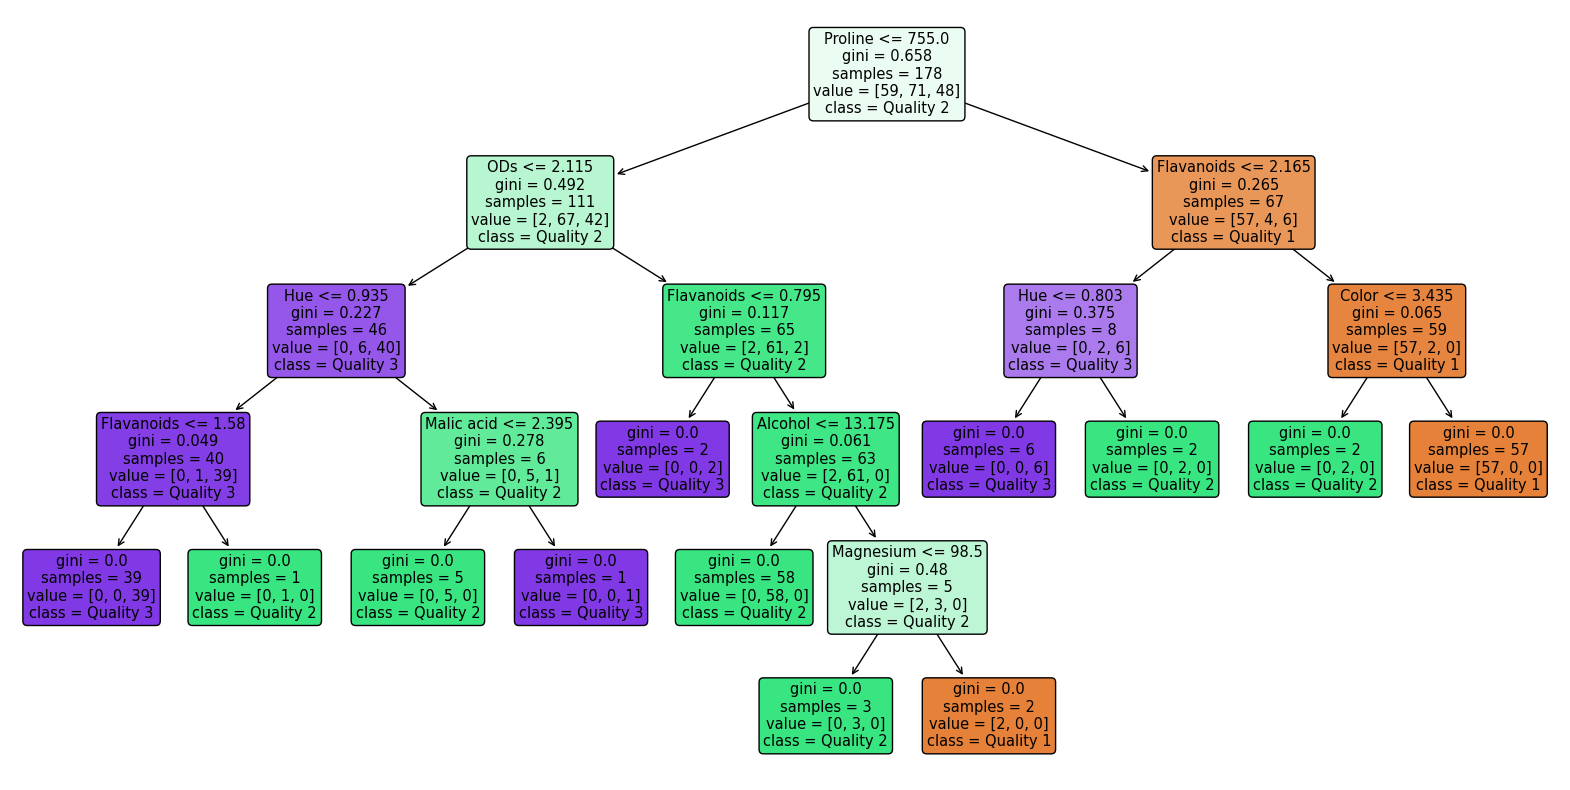 Proline <= 755.0
gini = 0.658
samples = 178
value = [59, 71, 48]
class = Quality 2
ODs <= 2.115
gini = 0.492
samples = 111
value = [2, 67, 42]
class = Quality 2
Flavanoids <= 2.165
gini = 0.265
samples = 67
value = [57, 4, 6]
class = Quality 1
Hue <= 0.935
gini = 0.227
samples = 46
value = [0, 6, 40]
class = Quality 3
Flavanoids <= 0.795
gini = 0.117
samples = 65
value = [2, 61, 2]
class = Quality 2
Hue <= 0.803
gini = 0.375
samples = 8
value = [0, 2, 6]
class = Quality 3
Color <= 3.435
gini = 0.065
samples = 59
value = [57, 2, 0]
class = Quality 1
Flavanoids <= 1.58
gini = 0.049
samples = 40
value = [0, 1, 39]
class = Quality 3
Malic acid <= 2.395
gini = 0.278
samples = 6
value = [0, 5, 1]
class = Quality 2
gini = 0.0
samples = 2
value = [0, 0, 2]
class = Quality 3
Alcohol <= 13.175
gini = 0.061
samples = 63
value = [2, 61, 0]
class = Quality 2
gini = 0.0
samples = 6
value = [0, 0, 6]
class = Quality 3
gini = 0.0
samples = 2
value = [0, 2, 0]
class = Quality 2
gini = 0.0
samples = 2
value = [0, 2, 0]
class = Quality 2
gini = 0.0
samples = 57
value = [57, 0, 0]
class = Quality 1
gini = 0.0
samples = 39
value = [0, 0, 39]
class = Quality 3
gini = 0.0
samples = 1
value = [0, 1, 0]
class = Quality 2
gini = 0.0
samples = 5
value = [0, 5, 0]
class = Quality 2
gini = 0.0
samples = 1
value = [0, 0, 1]
class = Quality 3
gini = 0.0
samples = 58
value = [0, 58, 0]
class = Quality 2
Magnesium <= 98.5
gini = 0.48
samples = 5
value = [2, 3, 0]
class = Quality 2
gini = 0.0
samples = 3
value = [0, 3, 0]
class = Quality 2
gini = 0.0
samples = 2
value = [2, 0, 0]
class = Quality 1